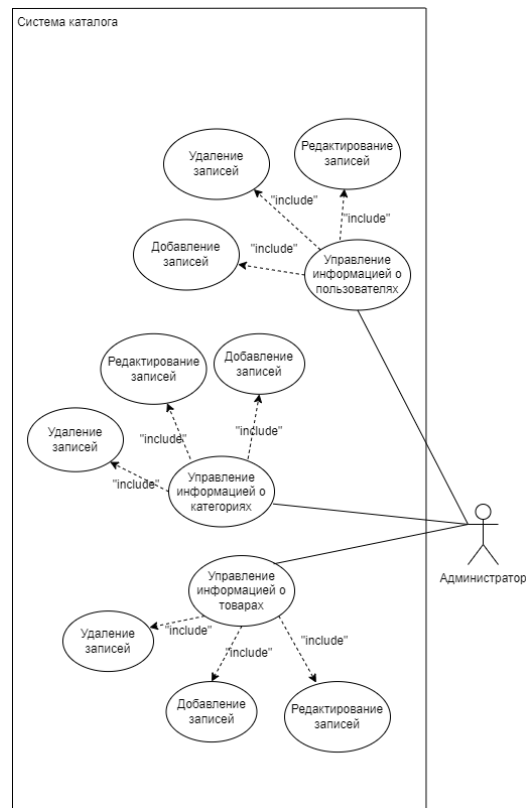 Система каталога
Удаление
записей
Редактирование
записей
"include"
"include"
Добавление
записей
"include"
Управление
информацией о
пользователях
Редактирование
записей
Добавление
записей
Удаление
записей
"include"
"include"
"include"
Управление
информацией о
категориях
Администратор
Управление
информацией о
товарах
Удаление
записей
"include"
"include"
"include"
Добавление
записей
Редактирование
записей